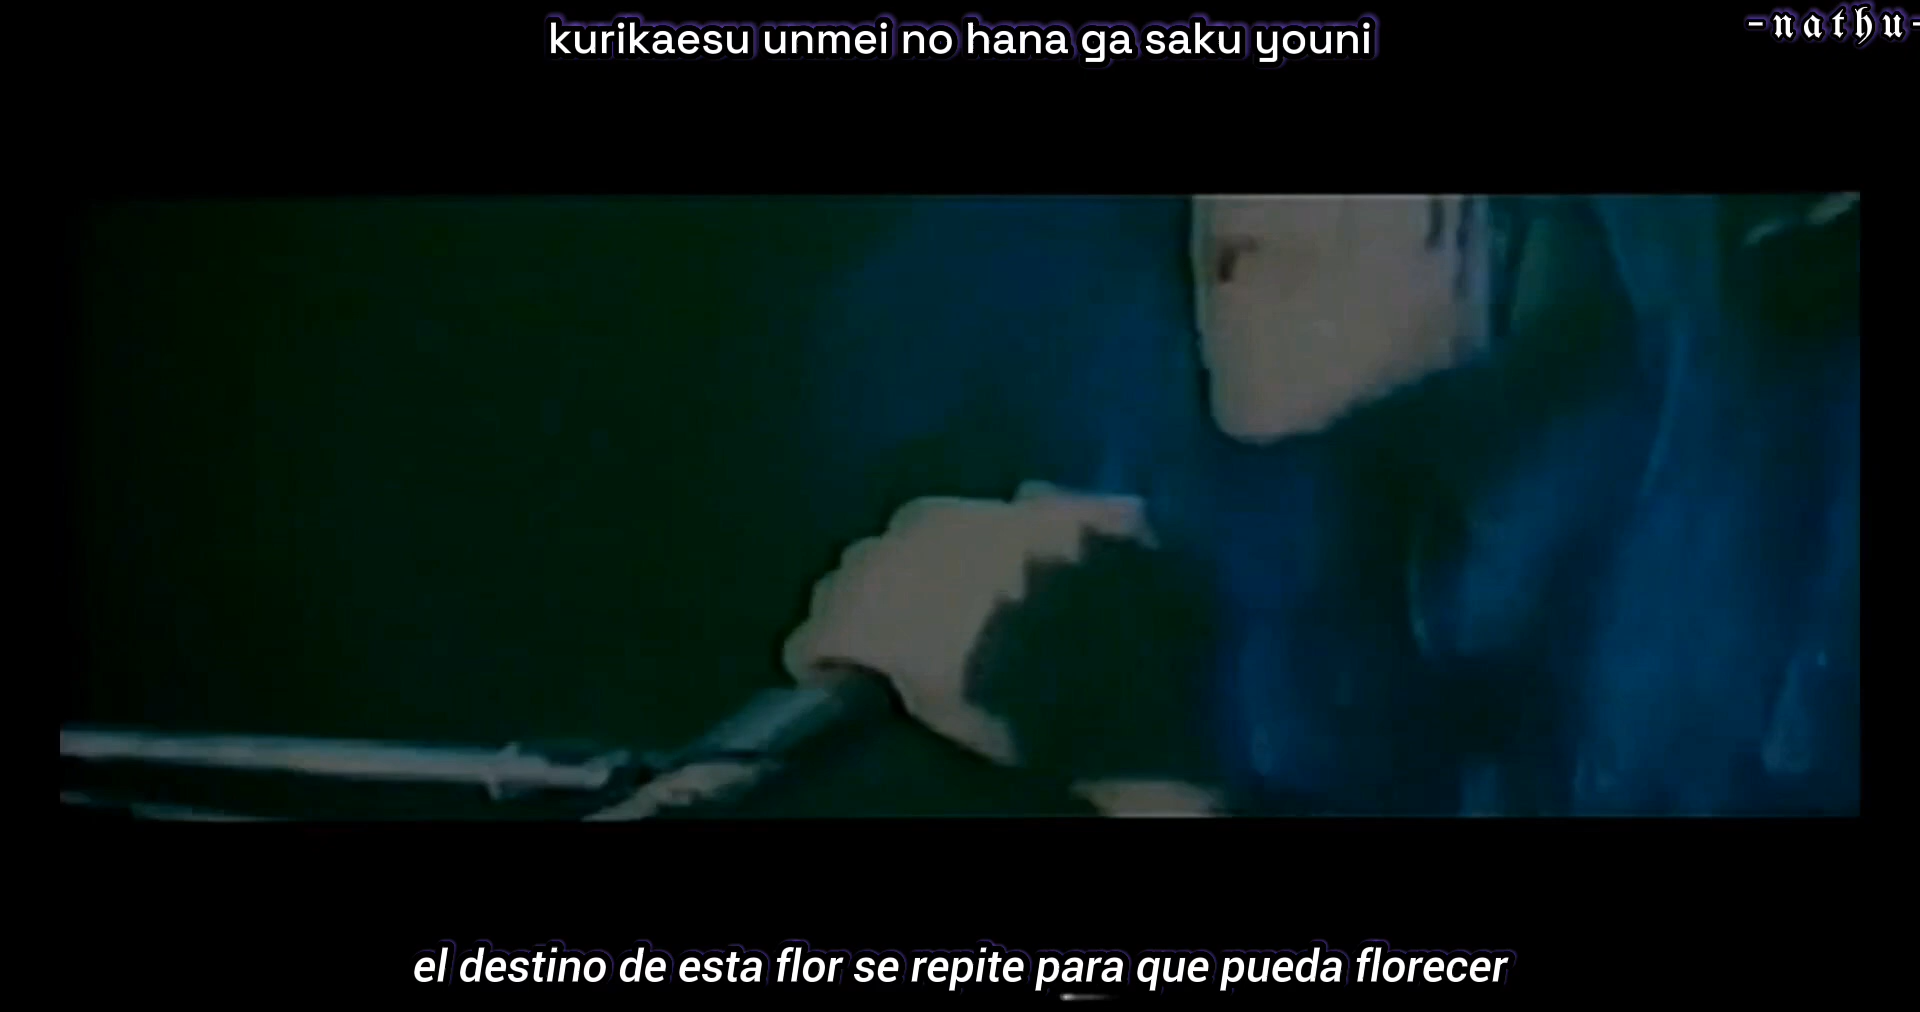 kurikaesu unmei no hana ga saku youni
-nathu-
el destino de esta flor se repite para que pueda florecer